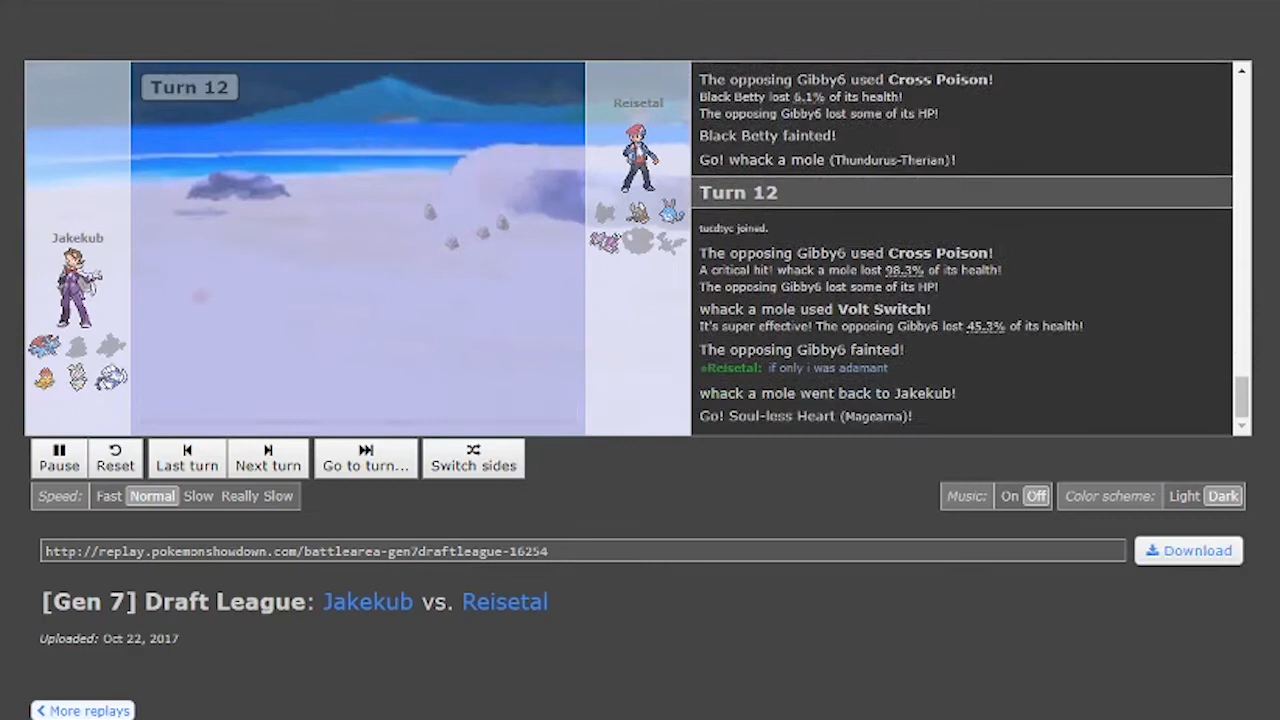 Turn 12
Reisetal
Jakekub
The opposing Gibby6 used Cross Poison!
Black Betty lost 6.1% of its health!
The opposing Gibby6 lost some of its HP!
Black Betty fainted!
Go! whack a mole (Thundurus-Therian)!
Turn 12
tucdtyc joined.
The opposing Gibby6 used Cross Poison!
A critical hit! whack a mole lost 98.3% of its health!
The opposing Gibby6 lost some of its HP!
whack a mole used Volt Switch!
It's super effective! The opposing Gibby6 lost 45.3% of its health!
The opposing Gibby6 fainted!
•Reisetal: if only i was adamant
whack a mole went back to Jakekub!
Go! Soul-less Heart (Magearna)!
Pause Reset Last turn Next turn Go to turn... Switch sides
Speed: Fast Normal Slow Really Slow Music: On Off Color scheme: Light Dark
http://replay.pokemonshowdown.com/battlearea-gen7draftleague-16254 Download
[Gen 7] Draft League: Jakekub vs. Reisetal
Uploaded: Oct 22, 2017
More replays